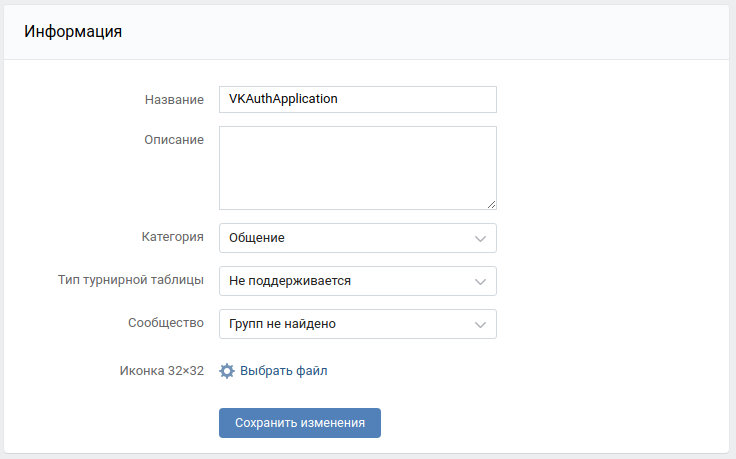 Информация
Название VKAuthApplication
Описание
Категория Общение
Тип турнирной таблицы Не поддерживается
Сообщество Групп не найдено
Иконка 32×32 Выбрать файл
Сохранить изменения